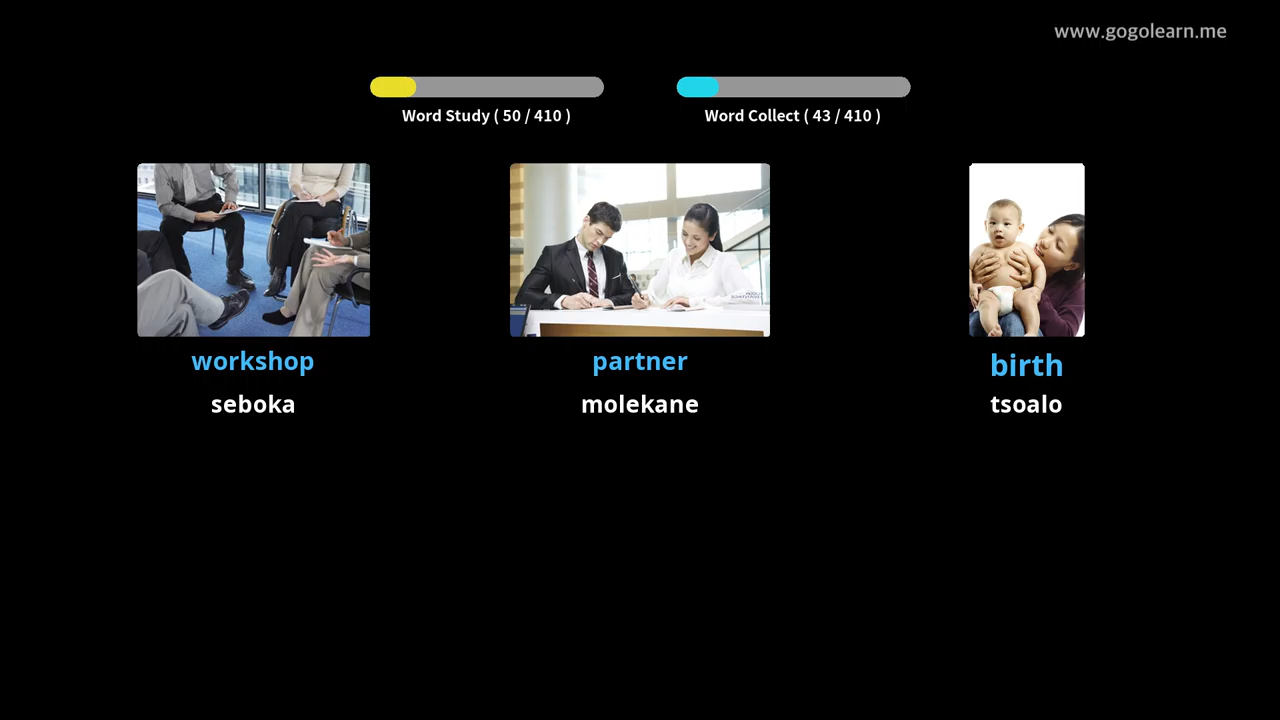 www.gogolearn.me
Word Study ( 50 / 410 )
Word Collect ( 43 / 410 )
workshop
partner
birth
seboka
molekane
tsoalo